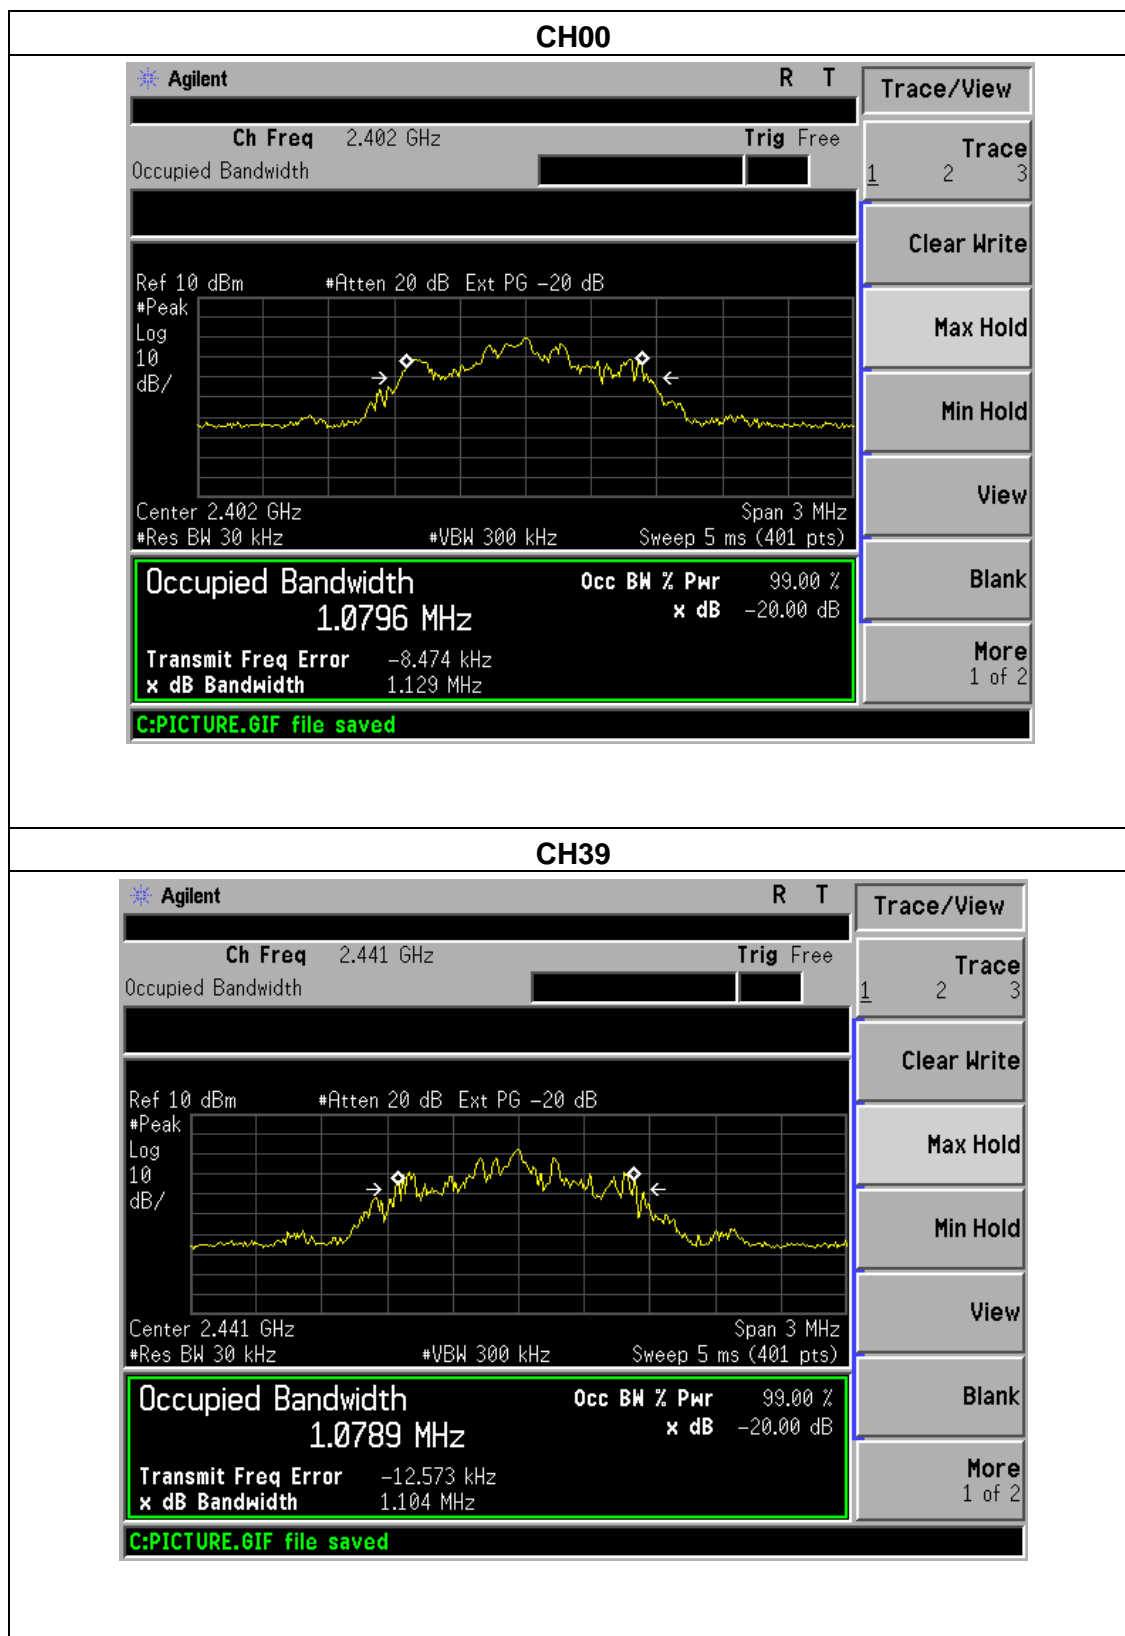 CH00
Agilent R T
Trace/View
Ch Freq 2.402 GHz Trig Free
Occupied Bandwidth
Trace
1 2 3
Clear Write
Ref 10 dBm #Atten 20 dB Ext PG -20 dB
#Peak
Log
10
dB/
Max Hold
Min Hold
View
Center 2.402 GHz Span 3 MHz
#Res BW 30 kHz #VBW 300 kHz Sweep 5 ms (401 pts)
Occupied Bandwidth Occ BW % Pwr 99.00 %
1.0796 MHz x dB -20.00 dB
Blank
Transmit Freq Error -8.474 kHz
x dB Bandwidth 1.129 MHz
More
1 of 2
C:PICTURE.GIF file saved
CH39
Agilent R T
Trace/View
Ch Freq 2.441 GHz Trig Free
Occupied Bandwidth
Trace
1 2 3
Clear Write
Ref 10 dBm #Atten 20 dB Ext PG -20 dB
#Peak
Log
10
dB/
Max Hold
Min Hold
View
Center 2.441 GHz Span 3 MHz
#Res BW 30 kHz #VBW 300 kHz Sweep 5 ms (401 pts)
Occupied Bandwidth Occ BW % Pwr 99.00 %
1.0789 MHz x dB -20.00 dB
Blank
Transmit Freq Error -12.573 kHz
x dB Bandwidth 1.104 MHz
More
1 of 2
C:PICTURE.GIF file saved